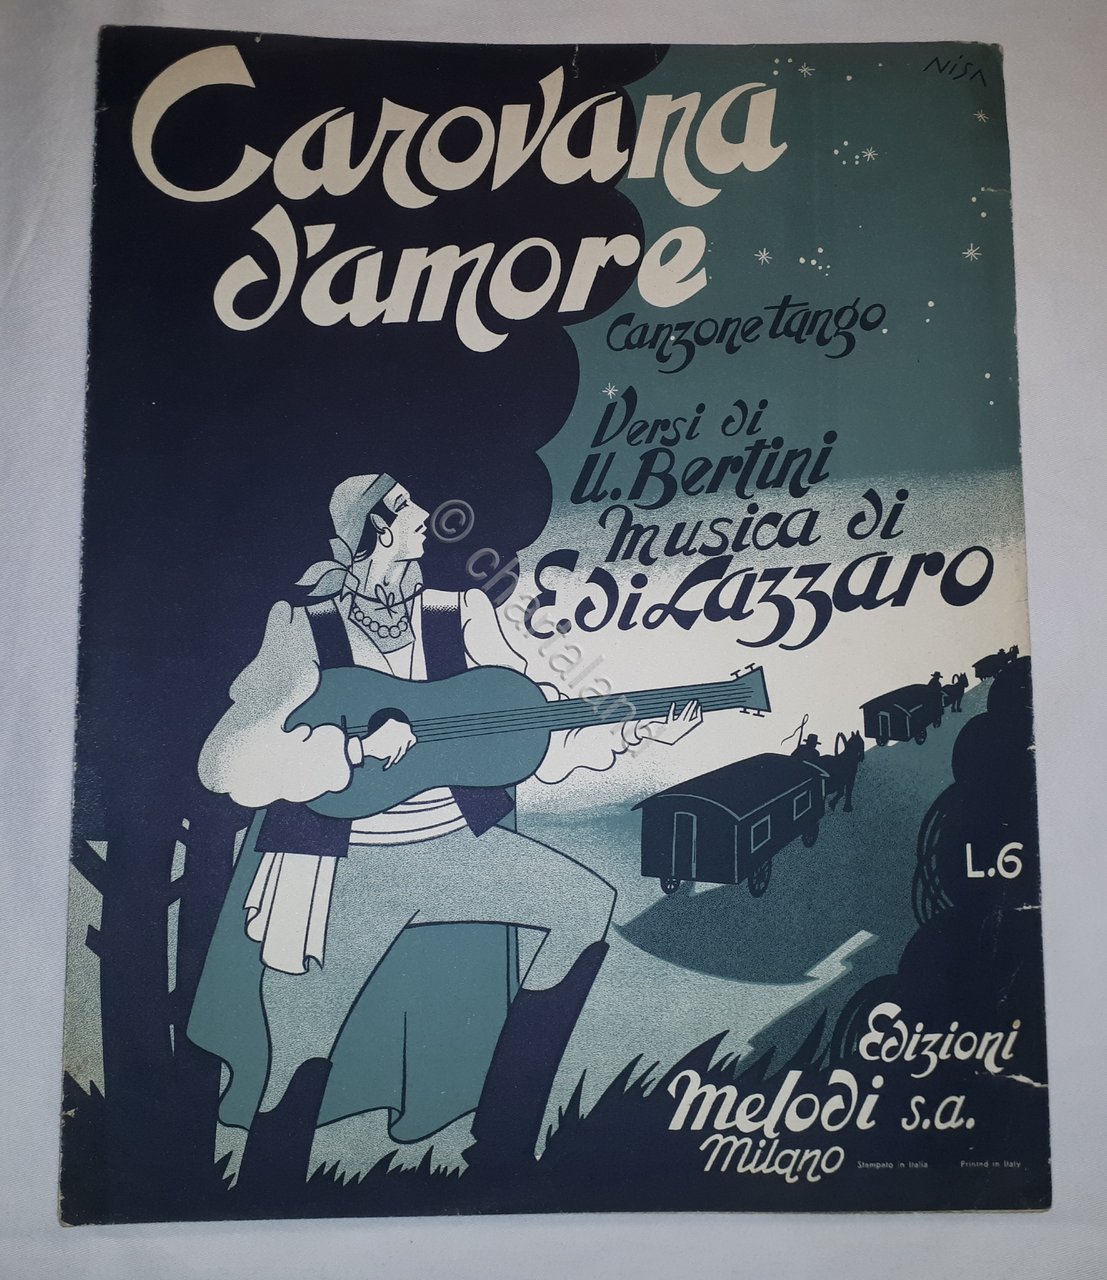 NiSA
Carovana
d'amore
Canzone tango
Versi di
U. Bertini
musica di
E. di Lazzaro
© chartaland
L.6
Edizioni
Melodi s.a.
Milano
Stampato in Italia Printed in Italy